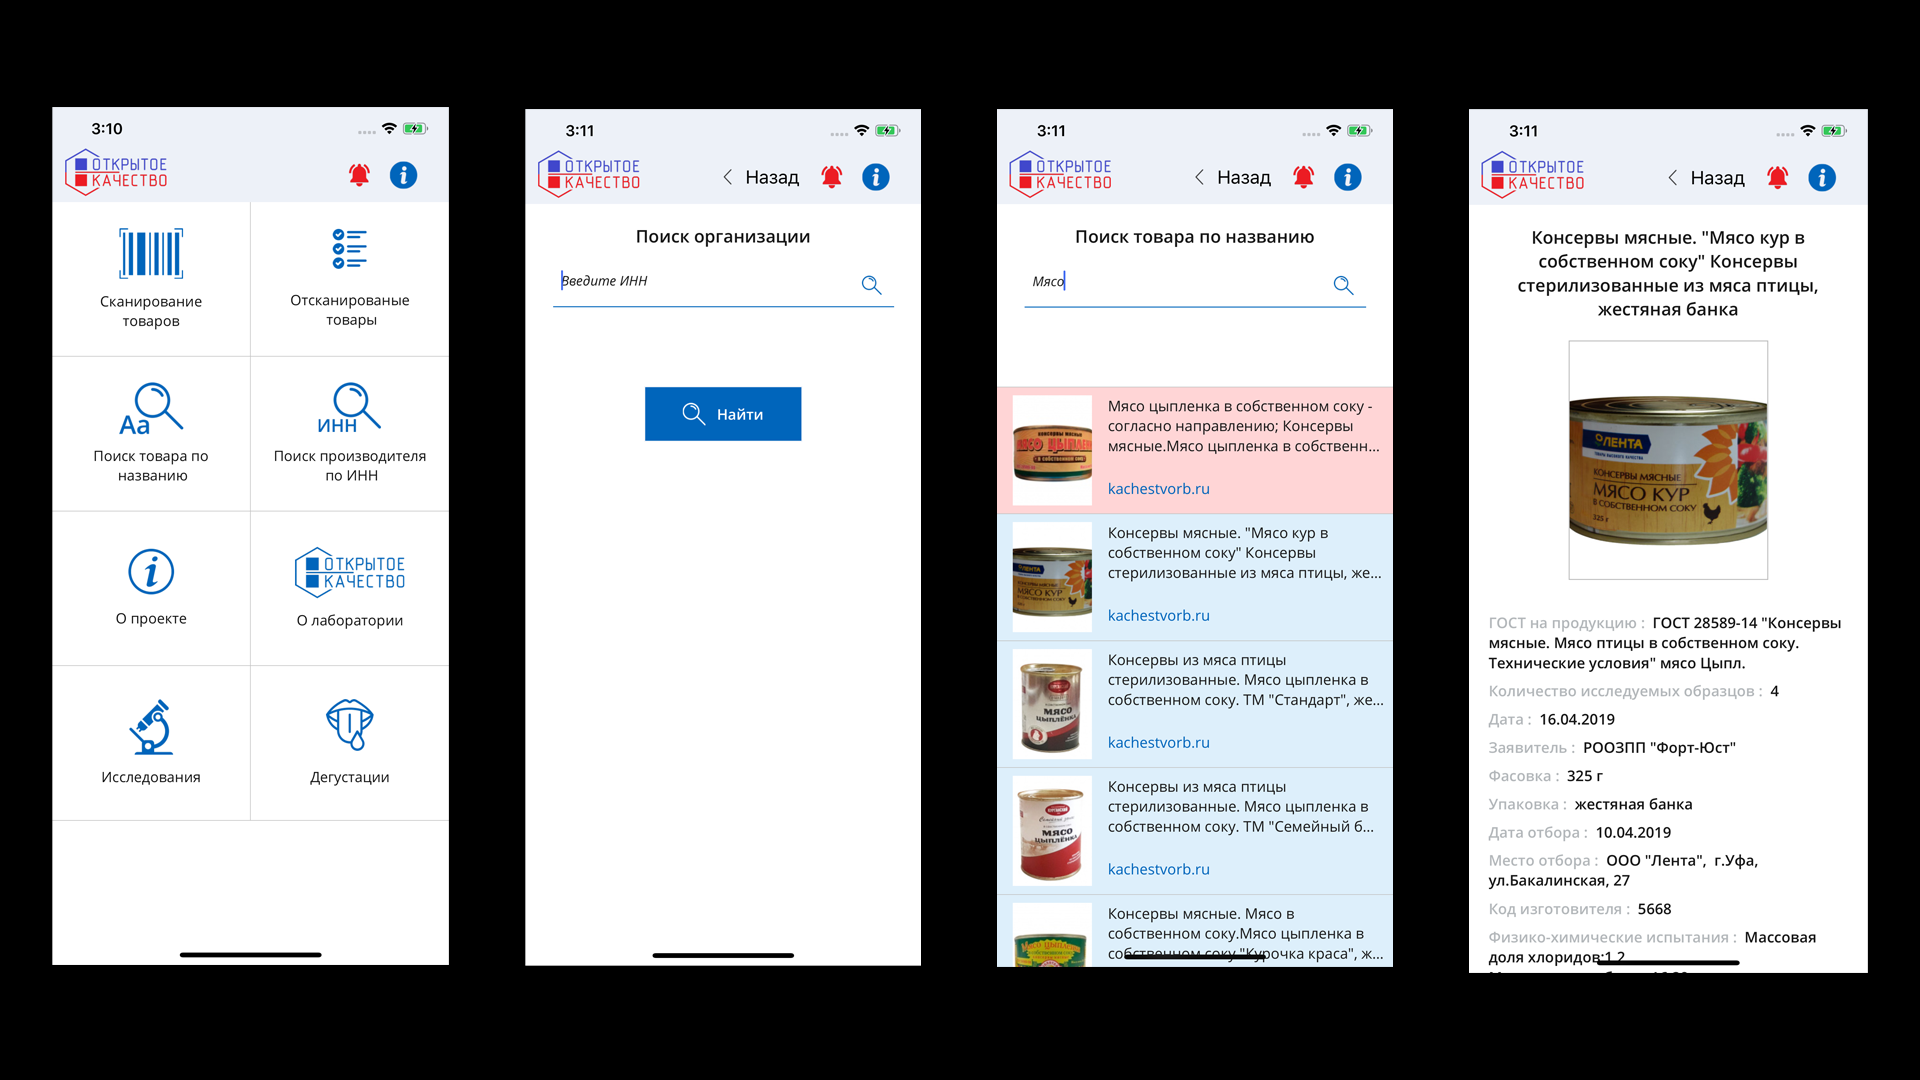 3:10
ОТКРЫТОЕ
КАЧЕСТВО
Сканирование
товаров
Отсканированые
товары
Aa
Поиск товара по
названию
ИНН
Поиск производителя
по ИНН
О проекте
ОТКРЫТОЕ
КАЧЕСТВО
О лаборатории
Исследования
Дегустации
3:11
ОТКРЫТОЕ
КАЧЕСТВО
Назад
Поиск организации
Введите ИНН
Найти
3:11
ОТКРЫТОЕ
КАЧЕСТВО
Назад
Поиск товара по названию
Мясо
Мясо цыпленка в собственном соку -
согласно направлению; Консервы
мясные.Мясо цыпленка в собственн...
kachestvorb.ru
Консервы мясные. "Мясо кур в
собственном соку" Консервы
стерилизованные из мяса птицы, же...
kachestvorb.ru
Консервы из мяса птицы
стерилизованные. Мясо цыпленка в
собственном соку. ТМ "Стандарт", же...
МЯСО
ЦЫПЛЁНКА
kachestvorb.ru
Консервы из мяса птицы
стерилизованные. Мясо цыпленка в
собственном соку. ТМ "Семейный б...
МЯСО
ЦЫПЛЁНКА
kachestvorb.ru
Консервы мясные. Мясо в
собственном соку.Мясо цыпленка в
собственном соку "Курочка краса", ж...
3:11
ОТКРЫТОЕ
КАЧЕСТВО
Назад
Консервы мясные. "Мясо кур в
собственном соку" Консервы
стерилизованные из мяса птицы,
жестяная банка
ЛЕНТА
КОНСЕРВЫ МЯСНЫЕ
МЯСО КУР
В СОБСТВЕННОМ СОКУ
325 г
ГОСТ на продукцию : ГОСТ 28589-14 "Консервы
мясные. Мясо птицы в собственном соку.
Технические условия" мясо Цыпл.
Количество исследуемых образцов : 4
Дата : 16.04.2019
Заявитель : РООЗПП "Форт-Юст"
Фасовка : 325 г
Упаковка : жестяная банка
Дата отбора : 10.04.2019
Место отбора : ООО "Лента", г.Уфа,
ул.Бакалинская, 27
Код изготовителя : 5668
Физико-химические испытания : Массовая
доля хлоридов:1,2